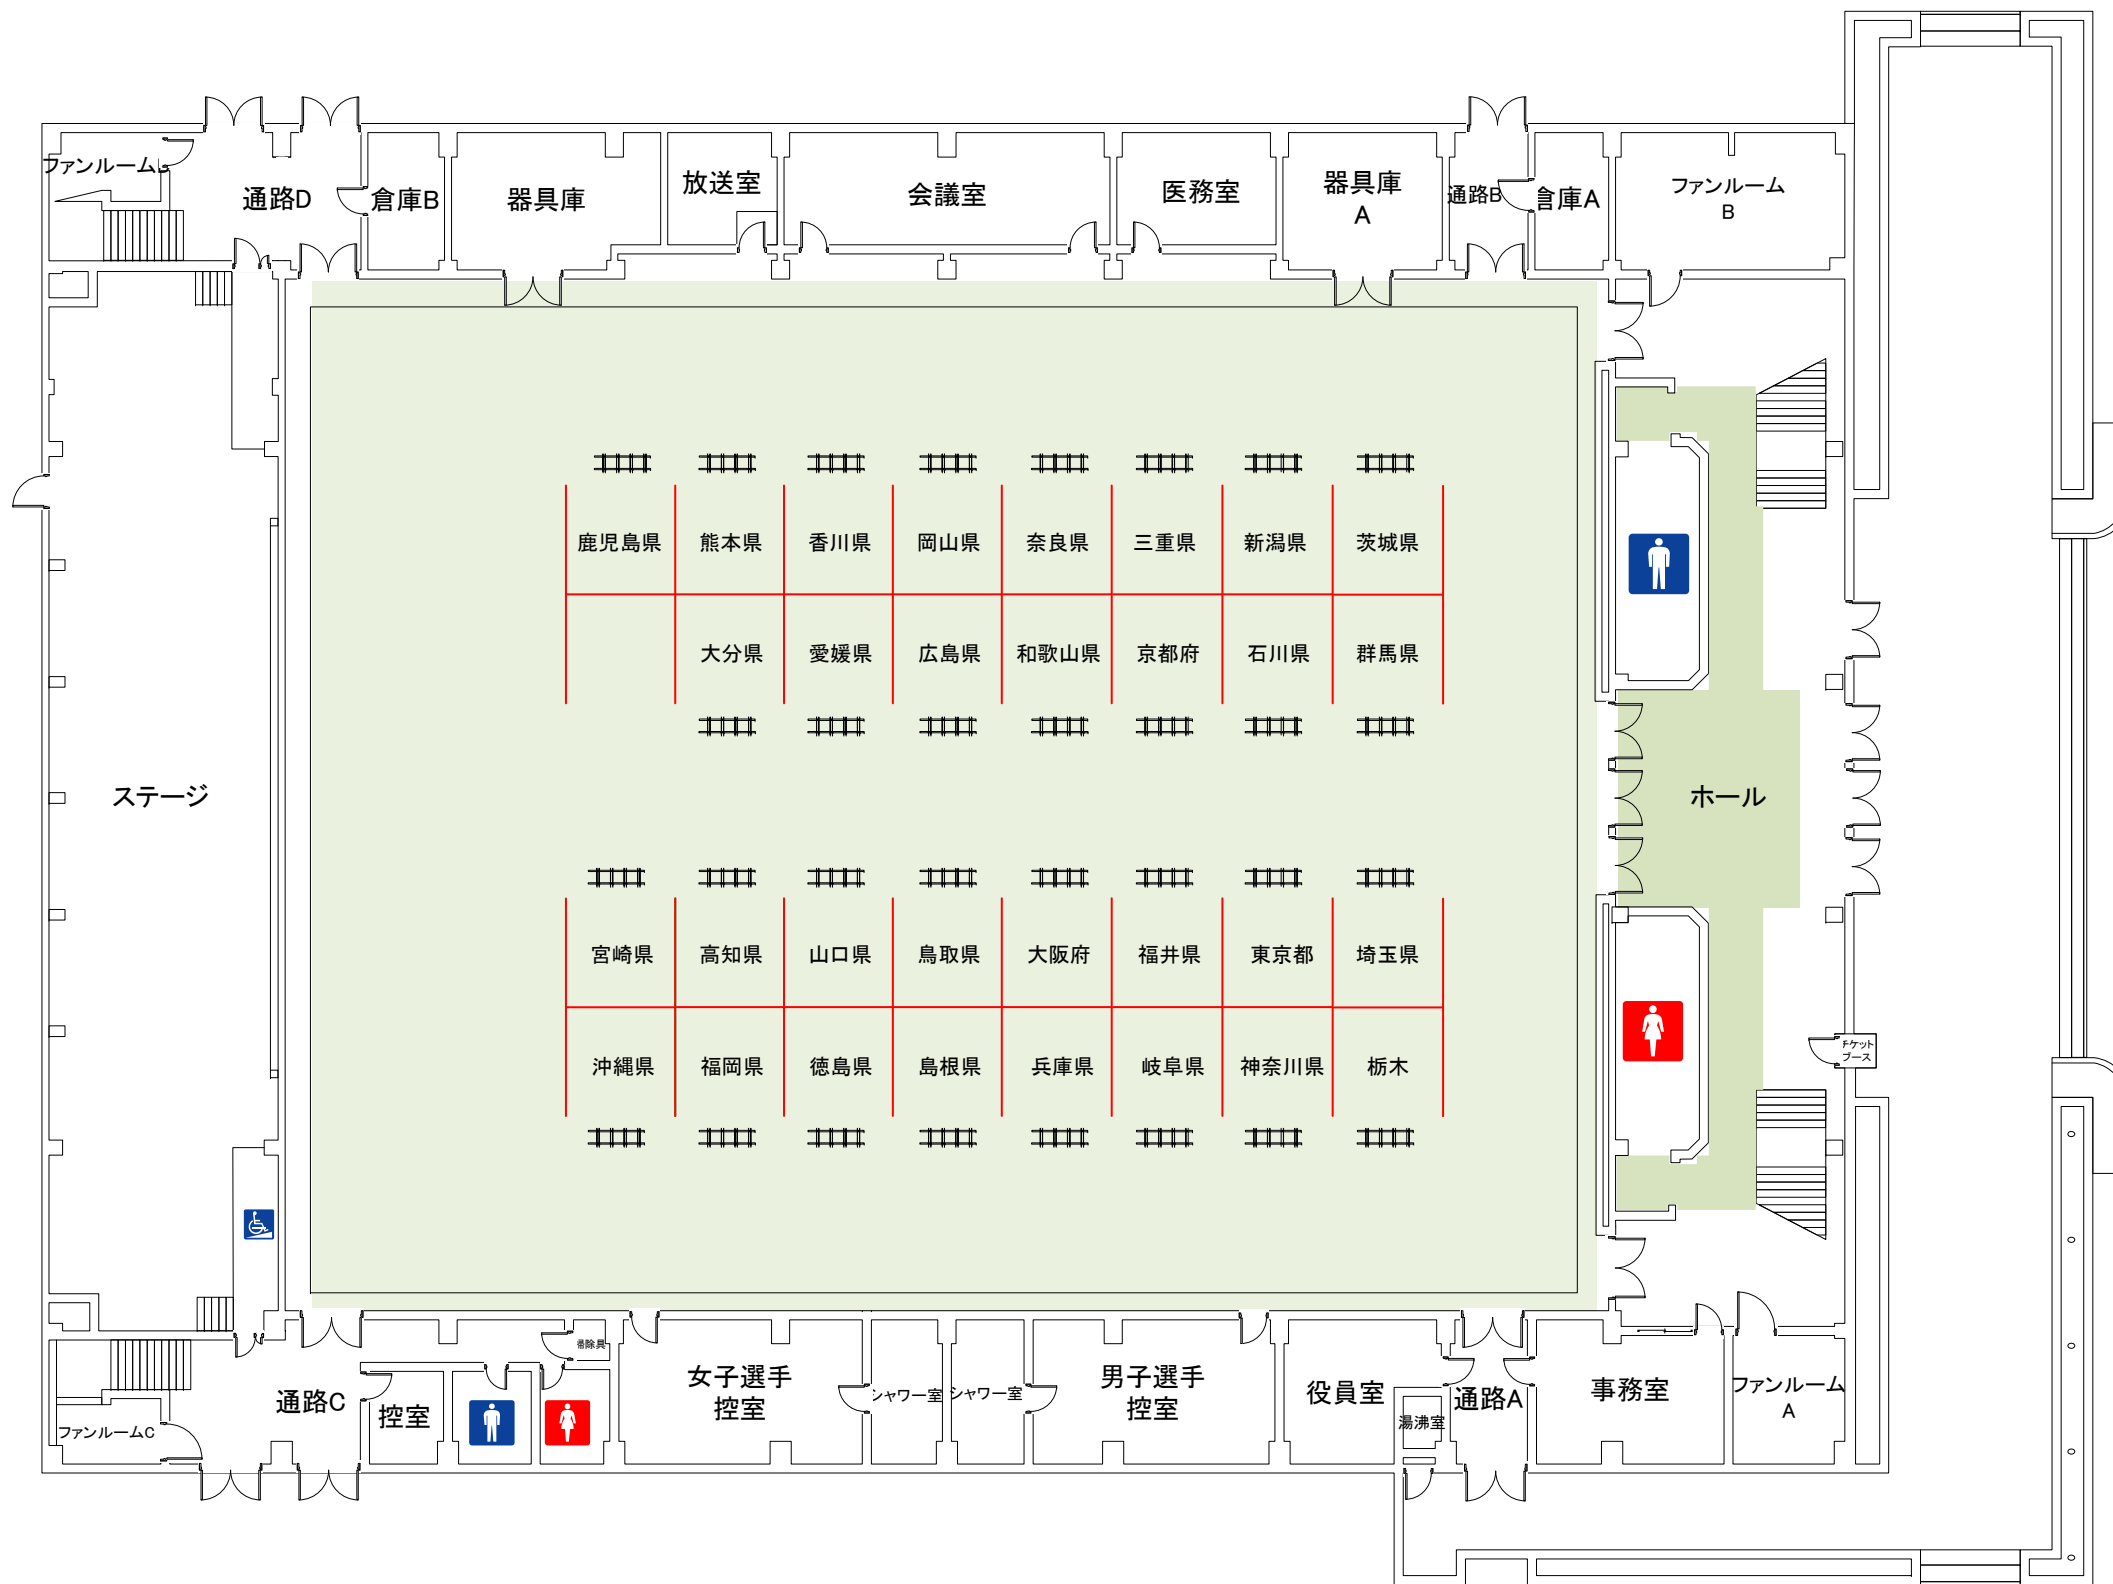 ファンルーム
通路D
倉庫B
器具庫
放送室
会議室
医務室
器具庫
A
通路B
倉庫A
ファンルーム
B
鹿児島県
熊本県
香川県
岡山県
奈良県
三重県
新潟県
茨城県
大分県
愛媛県
広島県
和歌山県
京都府
石川県
群馬県
ステージ
ホール
宮崎県
高知県
山口県
鳥取県
大阪府
福井県
東京都
埼玉県
チケット
ブース
沖縄県
福岡県
徳島県
島根県
兵庫県
岐阜県
神奈川県
栃木
掃除具
女子選手
控室
シャワー室
シャワー室
男子選手
控室
役員室
湯沸室
通路A
事務室
ファンルーム
A
通路C
控室
ファンルームC